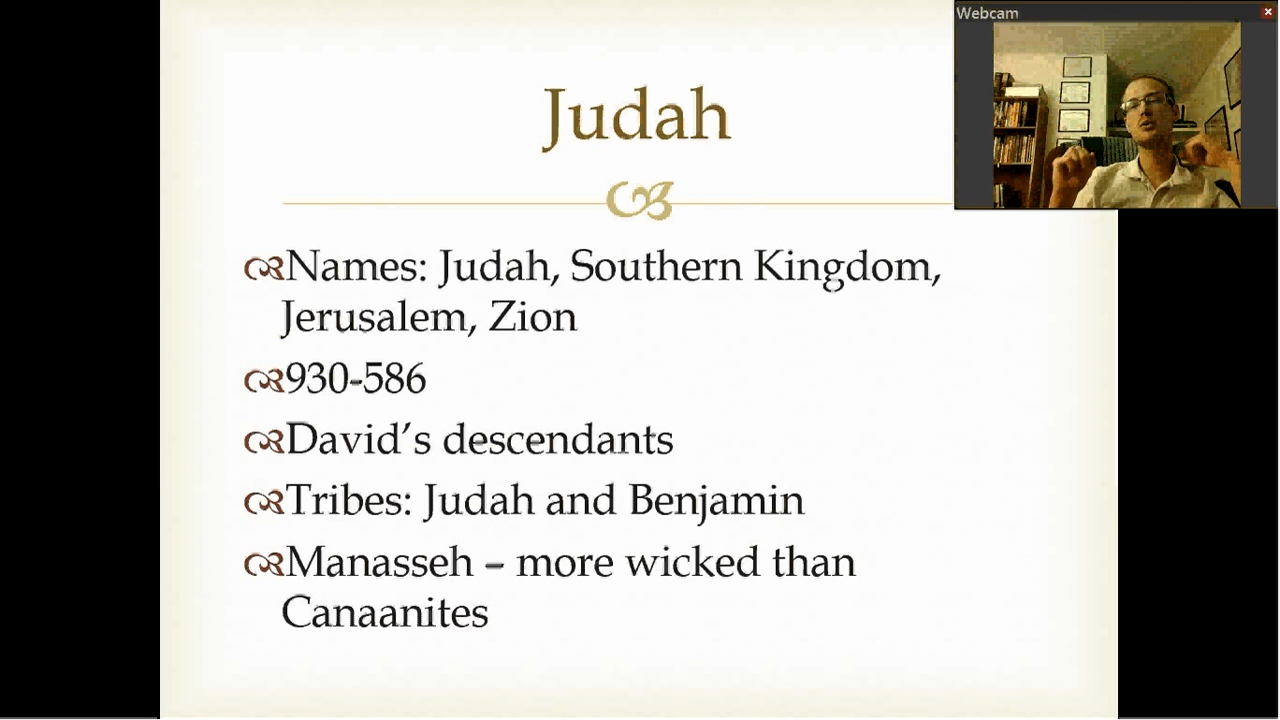 Webcam
Judah
Names: Judah, Southern Kingdom,
Jerusalem, Zion
930-586
David’s descendants
Tribes: Judah and Benjamin
Manasseh – more wicked than
Canaanites